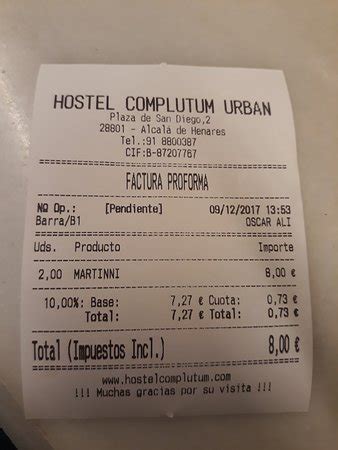 HOSTEL COMPLUTUM URBAN
Plaza de San Diego,2
28801 - Alcalá de Henares
Tel.:91 8800387
CIF:B-87207767
FACTURA PROFORMA
NQ Op.: [Pendiente] 09/12/2017 13:53
Barra/B1 OSCAR ALI
Uds. Producto Importe
2,00 MARTINNI 8,00 €
10,00%: Base: 7,27 € Cuota: 0,73 €
Total: 7,27 € Total: 0,73 €
Total (Impuestos Incl.) 8,00 €
www.hostelcomplutum.com
!!! Muchas gracias por su visita !!!